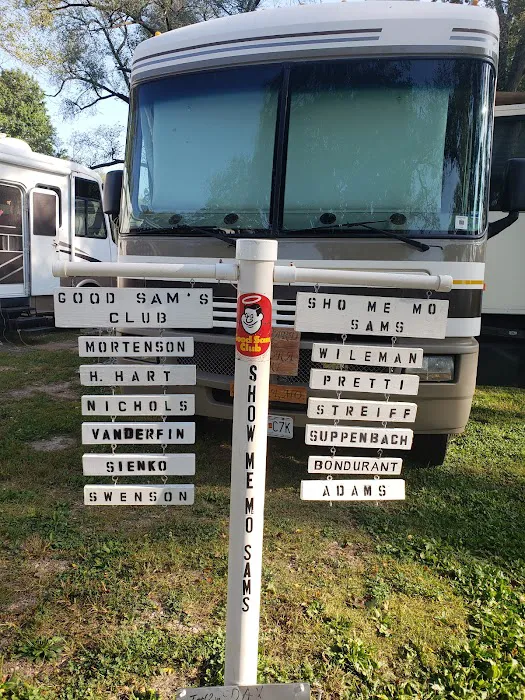 GOOD SAM'S
CLUB
MORTENSON
H. HART
NICHOLS
VANDERFIN
SIENKO
SWENSON
Good Sam
Club
SHOW ME MO SAMS
SHO ME MO
SAMS
WILEMAN
PRETTI
STREIFF
SUPPENBACH
BONDURANT
ADAMS
C7K